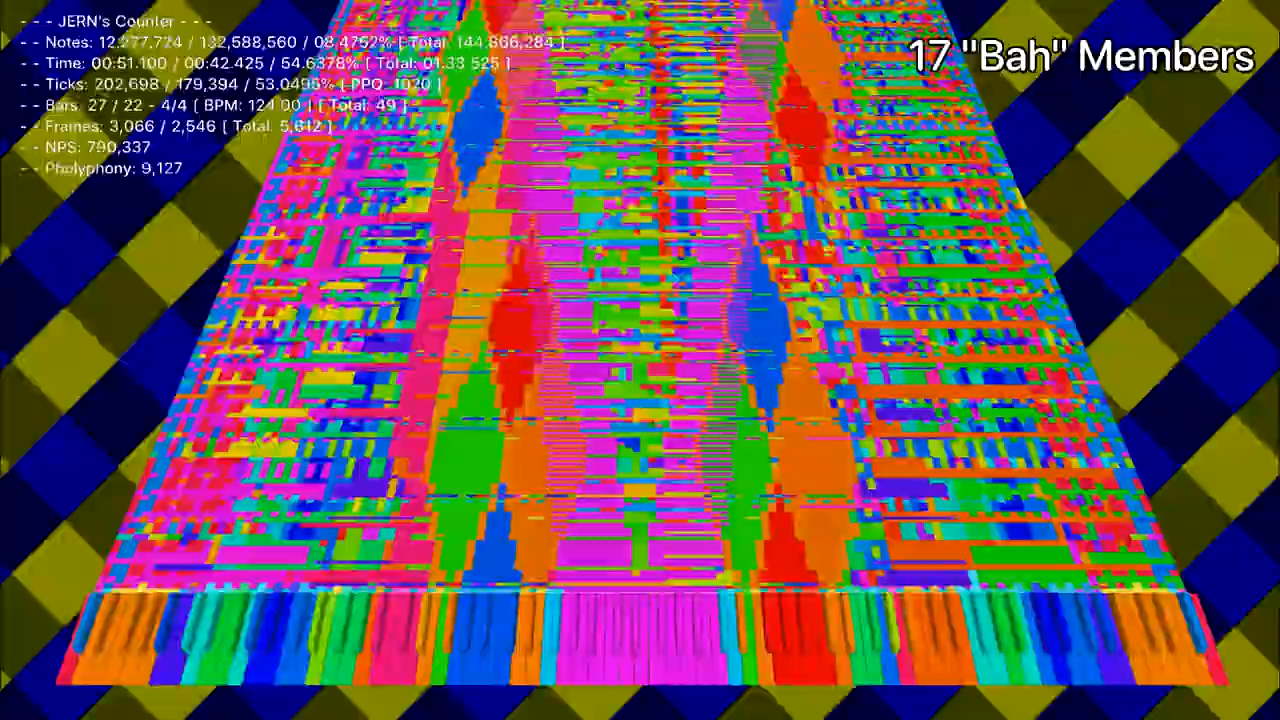 - - - JERN's Counter - - -
- - Notes: 12,277,724 / 132,588,560 / 08.4752% [ Total: 144,866,284 ]
- - Time: 00:51.100 / 00:42.425 / 54.6378% [ Total: 01:33.525 ]
- - Ticks: 202,698 / 179,394 / 53.0495% [ PPQ: 1020 ]
- - Bars: 27 / 22 - 4/4 [ BPM: 124.00 ] [ Total: 49 ]
- - Frames: 3,066 / 2,546 [ Total: 5,612 ]
- - NPS: 790,337
- - Pholyphony: 9,127
17 "Bah" Members